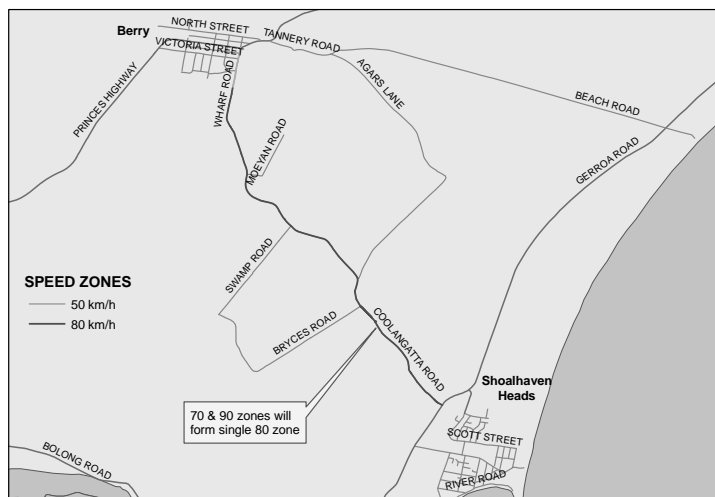 NORTH STREET
Berry
TANNERY ROAD
VICTORIA STREET
PRINCES HIGHWAY
WHARF ROAD
AGARS LANE
BEACH ROAD
MOEYAN ROAD
GERROA ROAD
SWAMP ROAD
SPEED ZONES
50 km/h
80 km/h
BRYCES ROAD
COOLANGATTA ROAD
70 & 90 zones will
form single 80 zone
Shoalhaven
Heads
SCOTT STREET
BOLONG ROAD
RIVER ROAD